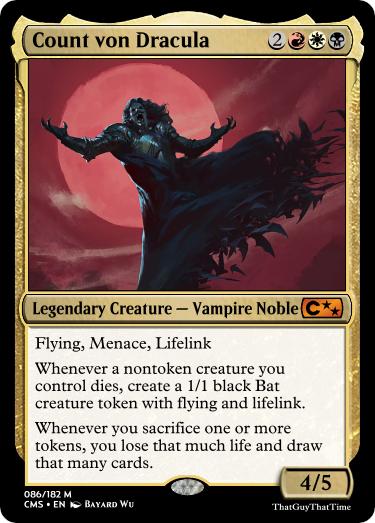 Count von Dracula 2
Legendary Creature — Vampire Noble C
Flying, Menace, Lifelink
Whenever a nontoken creature you
control dies, create a 1/1 black Bat
creature token with flying and lifelink.
Whenever you sacrifice one or more
tokens, you lose that much life and draw
that many cards.
4/5
086/182 M
CMS • EN Bayard Wu
ThatGuyThatTime